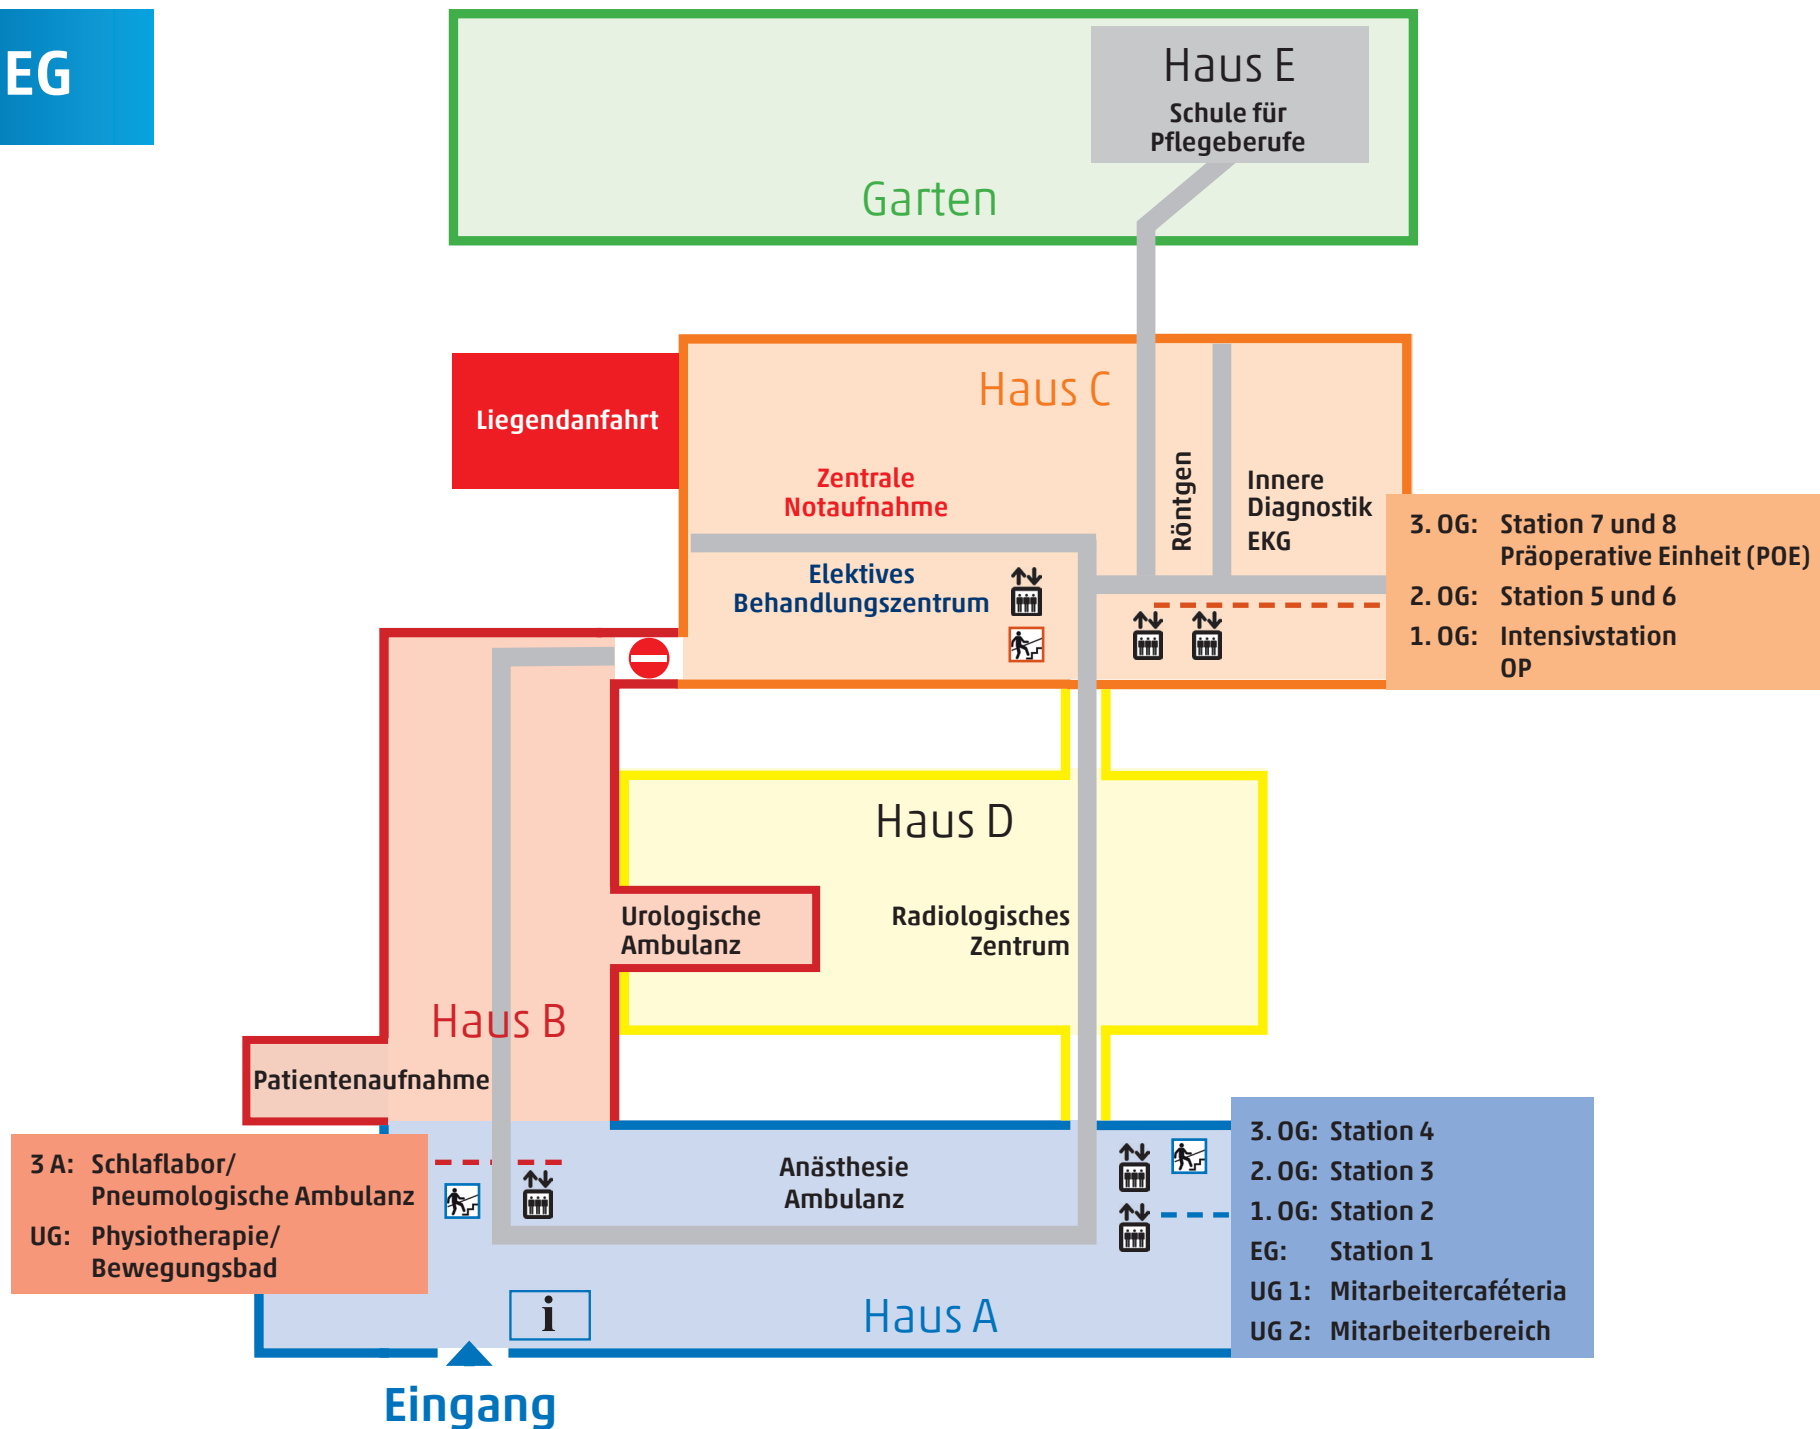 EG
Haus E
Schule für
Pflegeberufe
Garten
Haus C
Liegendanfahrt
Zentrale
Notaufnahme
Röntgen
Innere
Diagnostik
EKG
Elektives
Behandlungszentrum
3. OG: Station 7 und 8
Präoperative Einheit (POE)
2. OG: Station 5 und 6
1. OG: Intensivstation
OP
Haus D
Urologische
Ambulanz
Radiologisches
Zentrum
Haus B
Patientenaufnahme
3 A: Schlaflabor/
Pneumologische Ambulanz
UG: Physiotherapie/
Bewegungsbad
Anästhesie
Ambulanz
3. OG: Station 4
2. OG: Station 3
1. OG: Station 2
EG: Station 1
UG 1: Mitarbeitercaféteria
UG 2: Mitarbeiterbereich
i
Haus A
Eingang